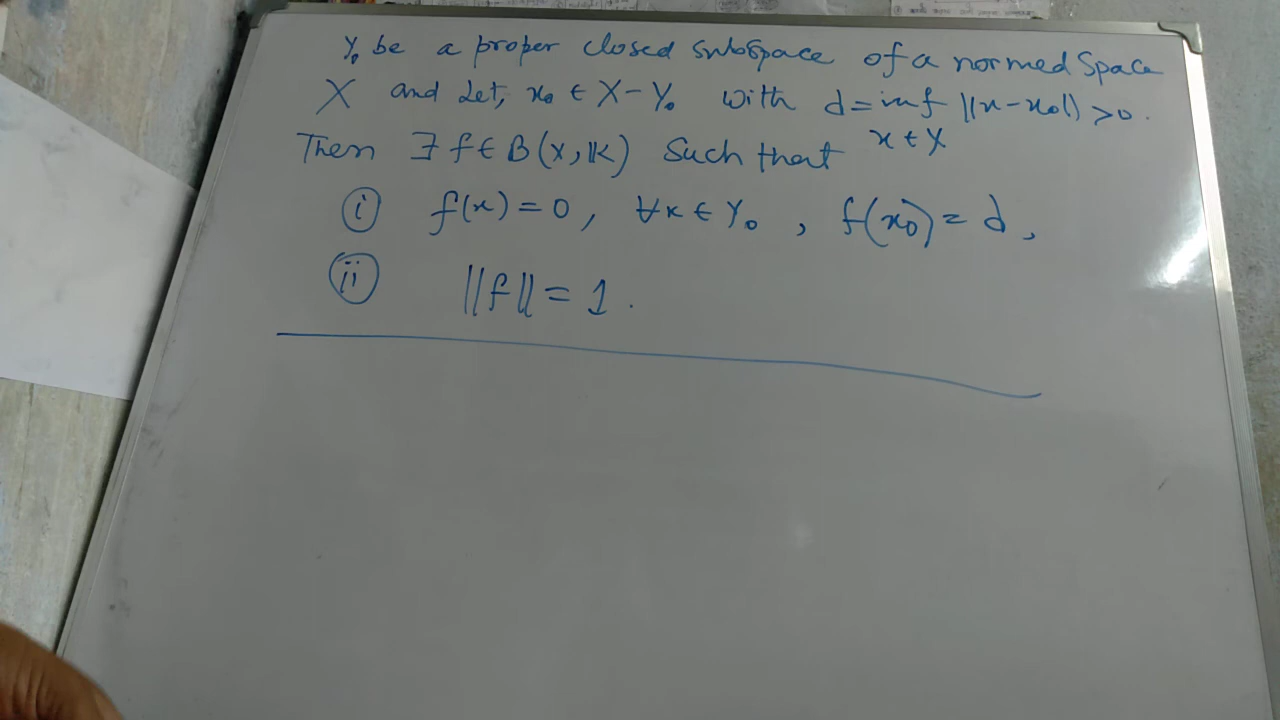 Y₀ be a proper closed subspace of a normed space
X and Let, x₀ ∈ X-Y₀ with d = inf ||x-x₀|| >0.
x ∈ Y
Then ∃ f ∈ B(X, 𝕂) such that
(i) f(x) = 0, ∀x ∈ Y₀, f(x₀) = d,
(ii) ||f|| = 1.